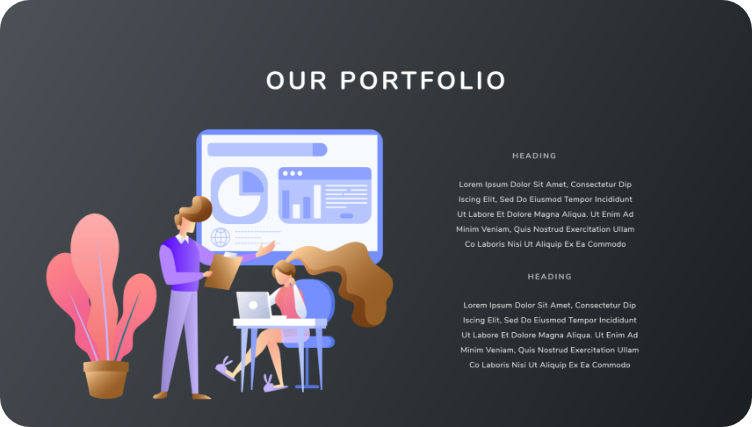 OUR PORTFOLIO
HEADING
Lorem Ipsum Dolor Sit Amet, Consectetur Dip
Iscing Elit, Sed Do Eiusmod Tempor Incididunt
Ut Labore Et Dolore Magna Aliqua. Ut Enim Ad
Minim Veniam, Quis Nostrud Exercitation Ullam
Co Laboris Nisi Ut Aliquip Ex Ea Commodo
HEADING
Lorem Ipsum Dolor Sit Amet, Consectetur Dip
Iscing Elit, Sed Do Eiusmod Tempor Incididunt
Ut Labore Et Dolore Magna Aliqua. Ut Enim Ad
Minim Veniam, Quis Nostrud Exercitation Ullam
Co Laboris Nisi Ut Aliquip Ex Ea Commodo